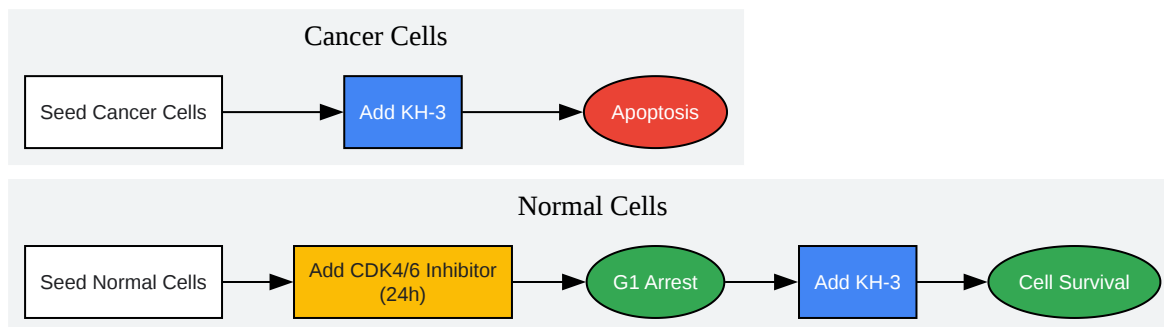 Cancer Cells
Seed Cancer Cells
Add KH-3
Apoptosis
Normal Cells
Seed Normal Cells
Add CDK4/6 Inhibitor
(24h)
G1 Arrest
Add KH-3
Cell Survival